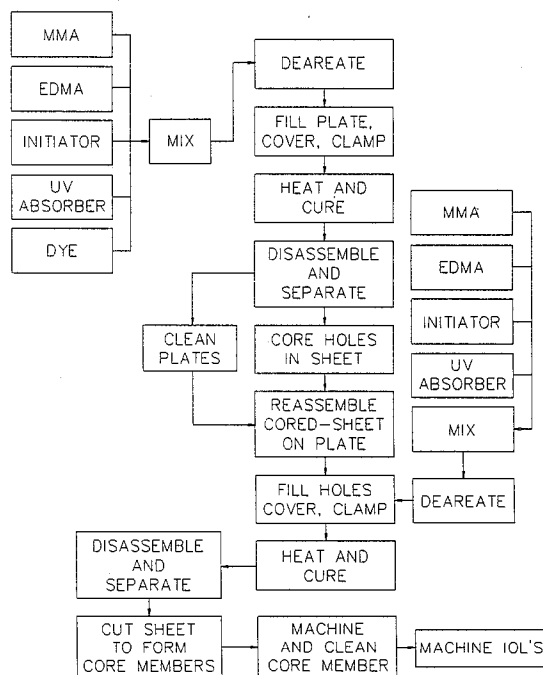 MMA
EDMA
INITIATOR
UV
ABSORBER
DYE
MIX
DEAREATE
FILL PLATE,
COVER, CLAMP
HEAT AND
CURE
DISASSEMBLE
AND
SEPARATE
CLEAN
PLATES
CORE HOLES
IN SHEET
REASSEMBLE
CORED-SHEET
ON PLATE
MMA
EDMA
INITIATOR
UV
ABSORBER
MIX
DEAREATE
FILL HOLES
COVER, CLAMP
HEAT AND
CURE
DISASSEMBLE
AND
SEPARATE
CUT SHEET
TO FORM
CORE MEMBERS
MACHINE
AND CLEAN
CORE MEMBER
MACHINE IOL'S